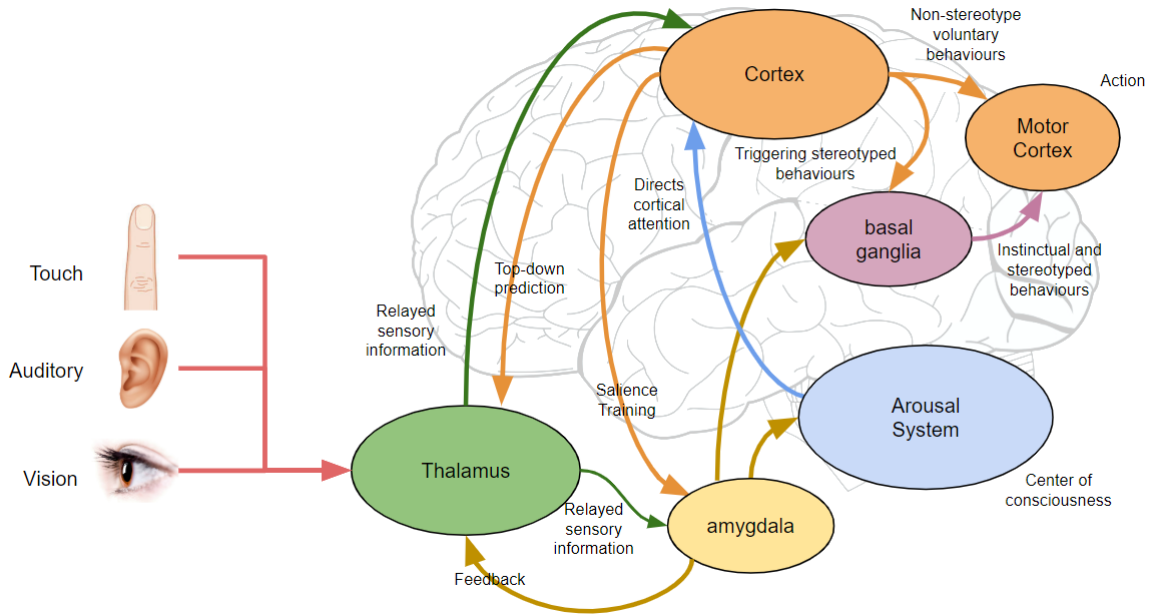 Non-stereotype
voluntary
behaviours
Cortex
Action
Motor
Cortex
Triggering stereotyped
behaviours
Directs
cortical
attention
basal
ganglia
Instinctual and
stereotyped
behaviours
Touch
Top-down
prediction
Relayed
sensory
information
Auditory
Salience
Training
Arousal
System
Thalamus
Vision
Center of
consciousness
Relayed
sensory
information
amygdala
Feedback